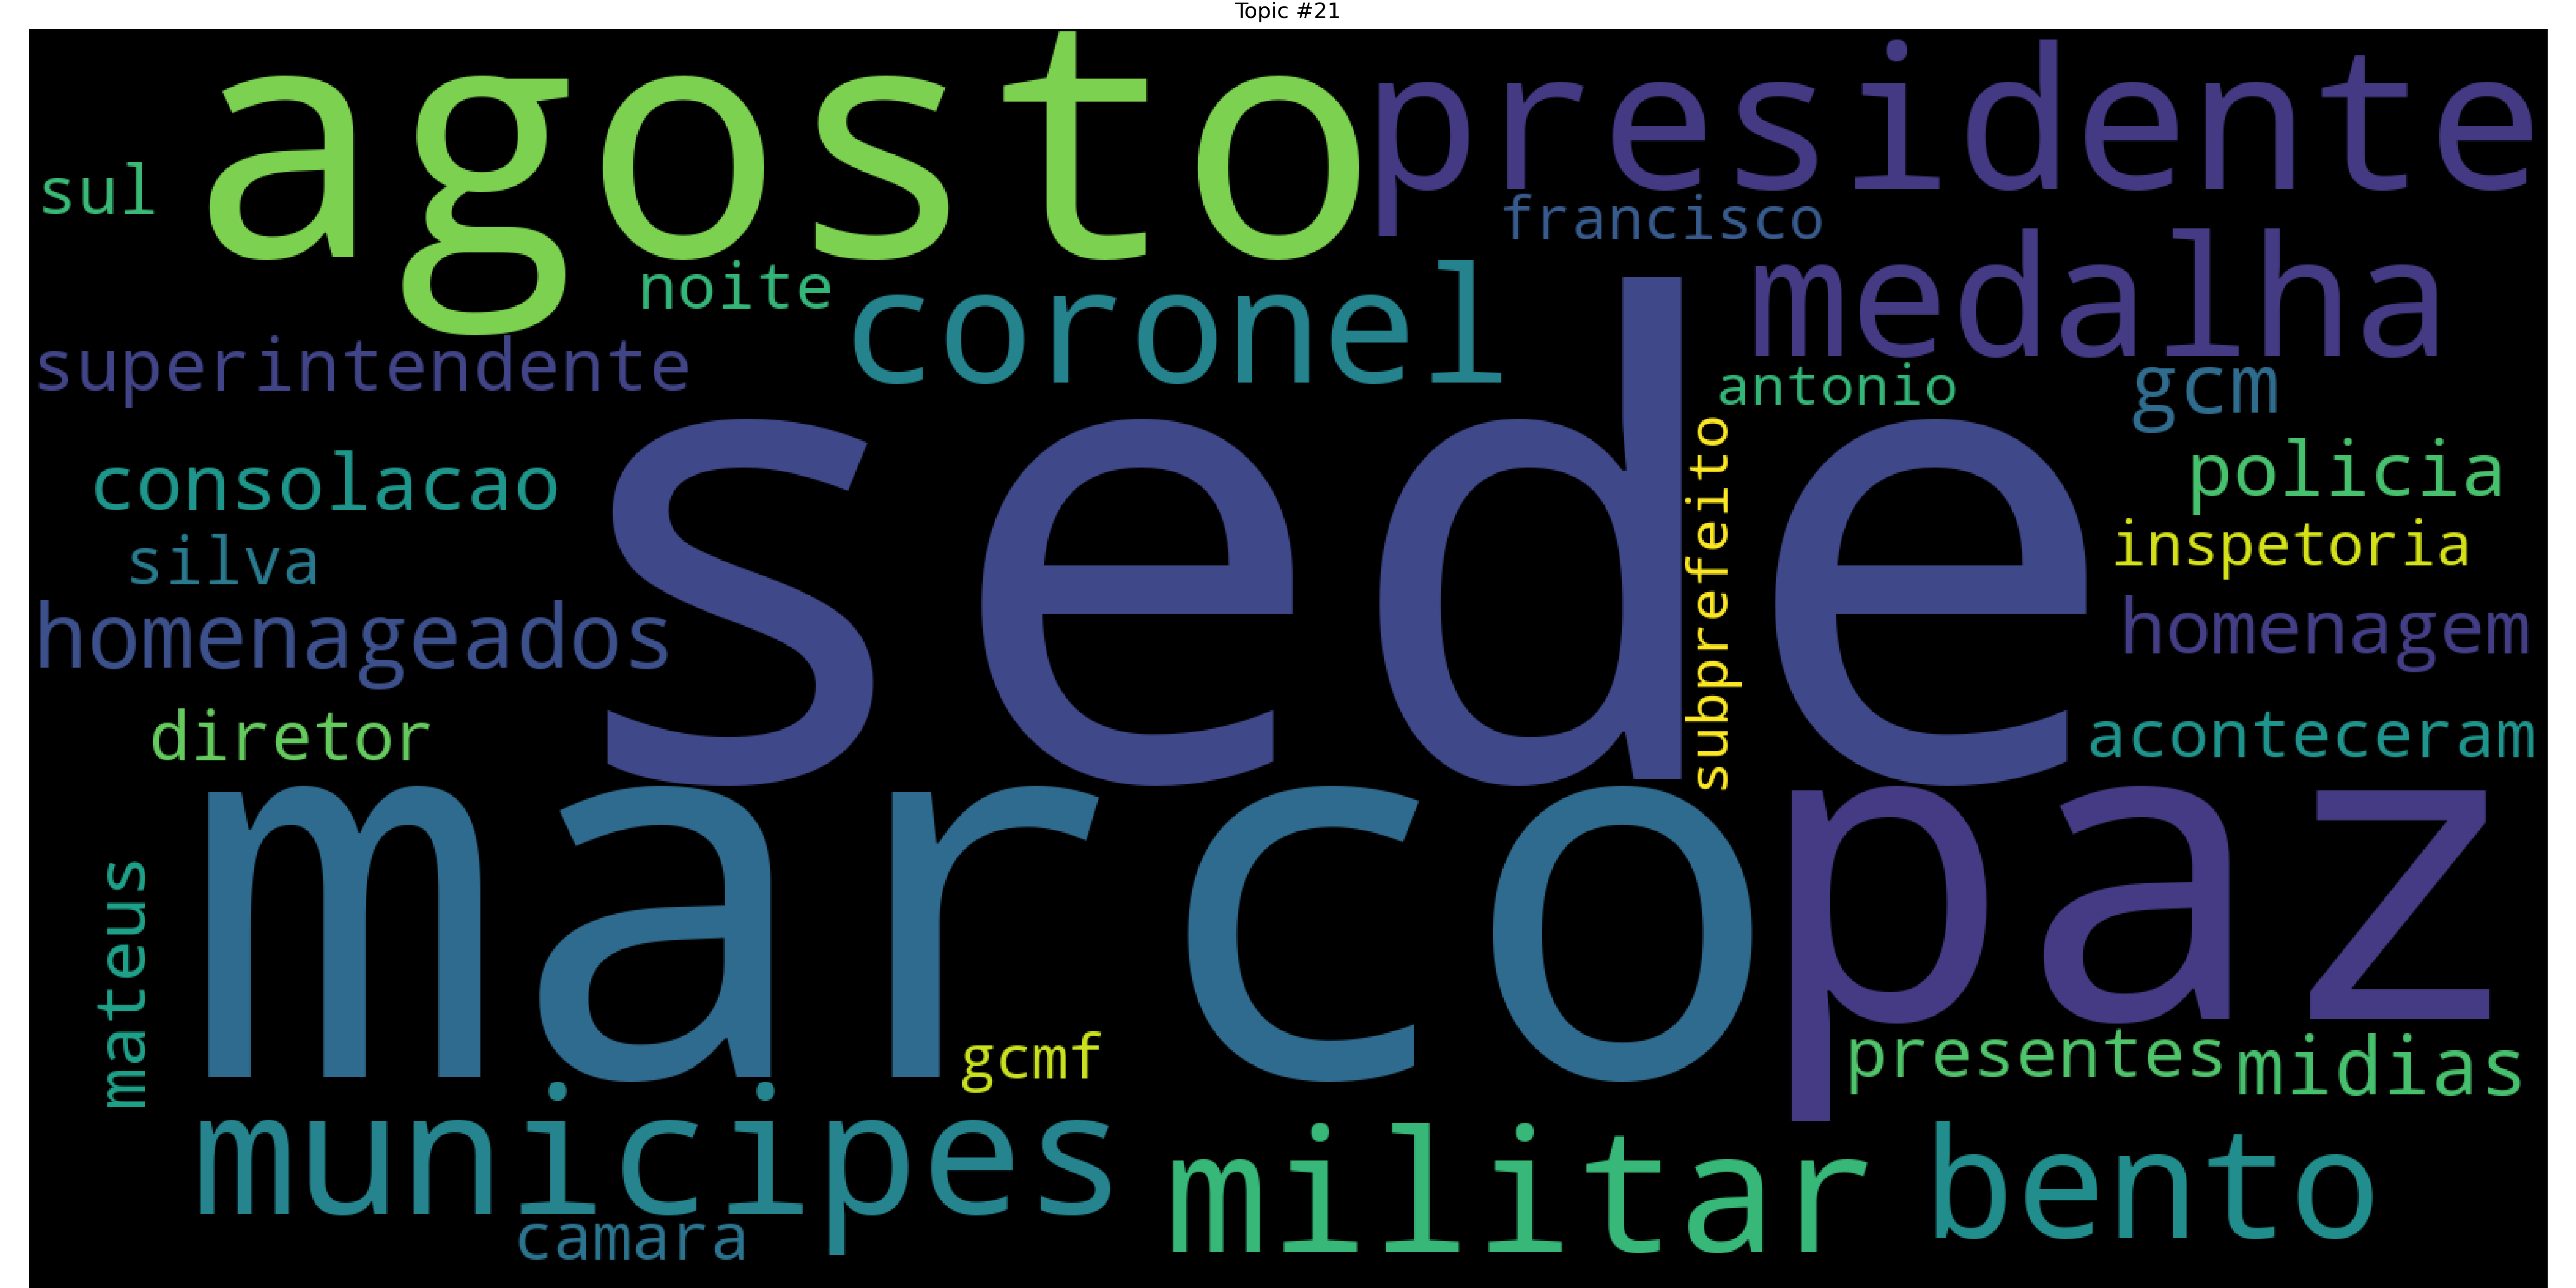 Topic #21
agosto
presidente
sul
francisco
noite
coronel
medalha
superintendente
antonio
gcm
sede
consolacao
subprefeito
policia
silva
inspetoria
homenageados
homenagem
diretor
aconteceram
marco
paz
mateus
gcmf
presentes
midias
municipes
militar
bento
camara